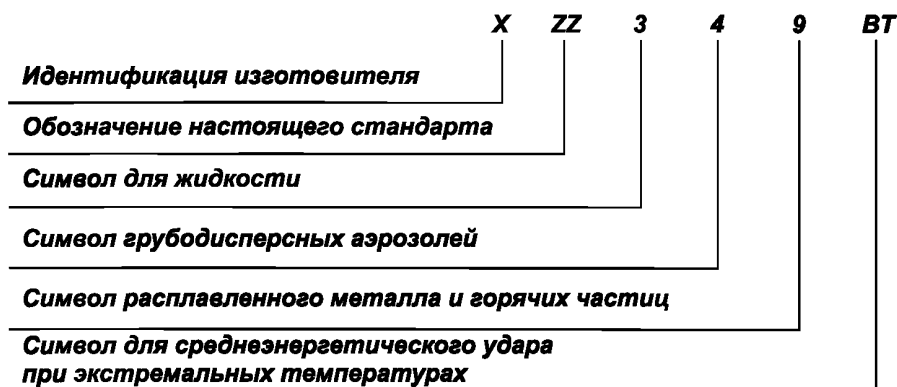 X ZZ 3 4 9 BT
Идентификация изготовителя
Обозначение настоящего стандарта
Символ для жидкости
Символ грубодисперсных аэрозолей
Символ расплавленного металла и горячих частиц
Символ для среднеэнергетического удара
при экстремальных температурах